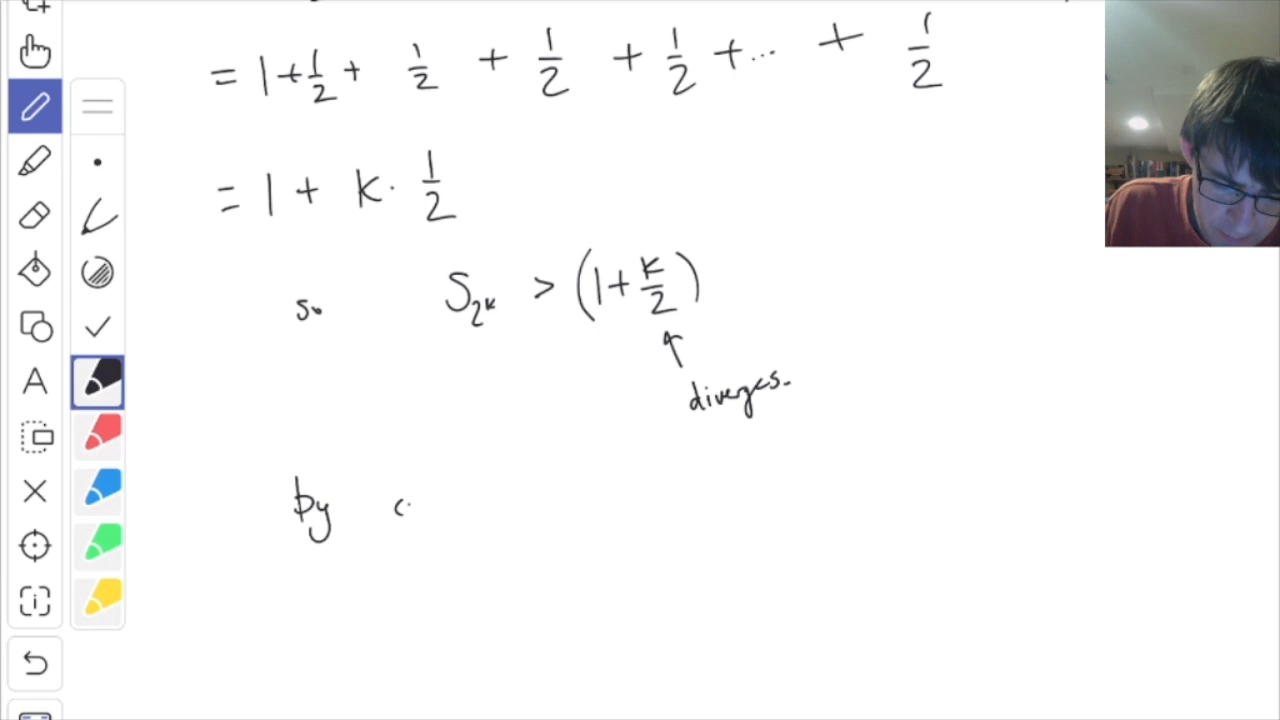 = 1 + 1/2 + 1/2 + 1/2 + 1/2 + ... + 1/2
= 1 + k · 1/2
so S_{2^k} > (1 + k/2)
↑
diverges.
by c
A